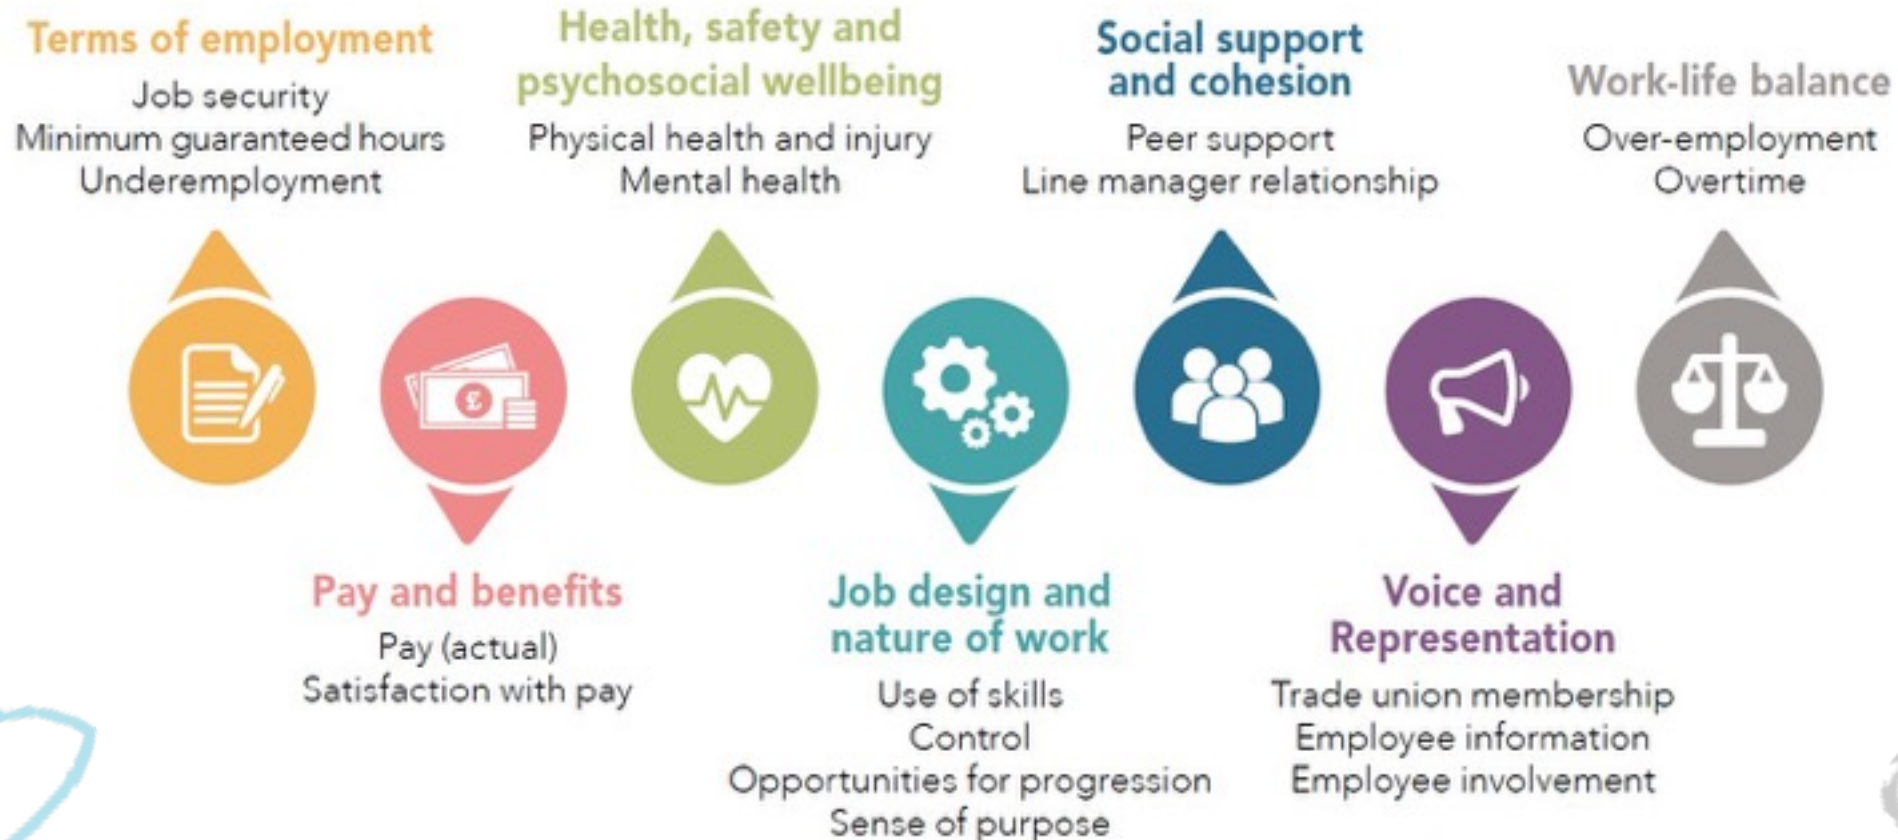 Terms of employment
Job security
Minimum guaranteed hours
Underemployment
Health, safety and
psychosocial wellbeing
Physical health and injury
Mental health
Social support
and cohesion
Peer support
Line manager relationship
Work-life balance
Over-employment
Overtime
£
Pay and benefits
Pay (actual)
Satisfaction with pay
Job design and
nature of work
Use of skills
Control
Opportunities for progression
Sense of purpose
Voice and
Representation
Trade union membership
Employee information
Employee involvement